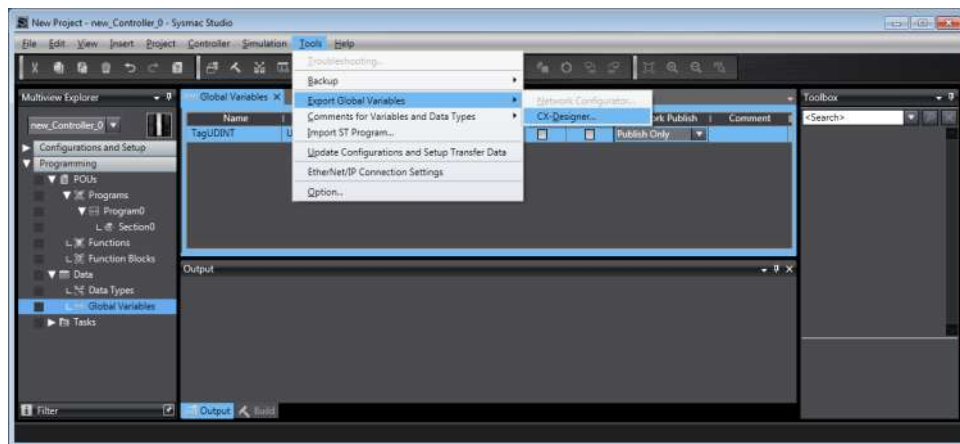 New Project - new_Controller_0 - Sysmac Studio
File Edit View Insert Project Controller Simulation Tools Help
Troubleshooting...
Backup
Export Global Variables
Network Configurator...
CX-Designer...
Comments for Variables and Data Types
Import ST Program...
Update Configurations and Setup Transfer Data
EtherNet/IP Connection Settings
Option...
Multiview Explorer
new_Controller_0
Configurations and Setup
Programming
POUs
Programs
Program0
Section0
Functions
Function Blocks
Data
Data Types
Global Variables
Tasks
Filter
Global Variables
Name
ork Publish
Comment
TagUDINT
U
Publish Only
Output
Output
Build
Toolbox
<Search>